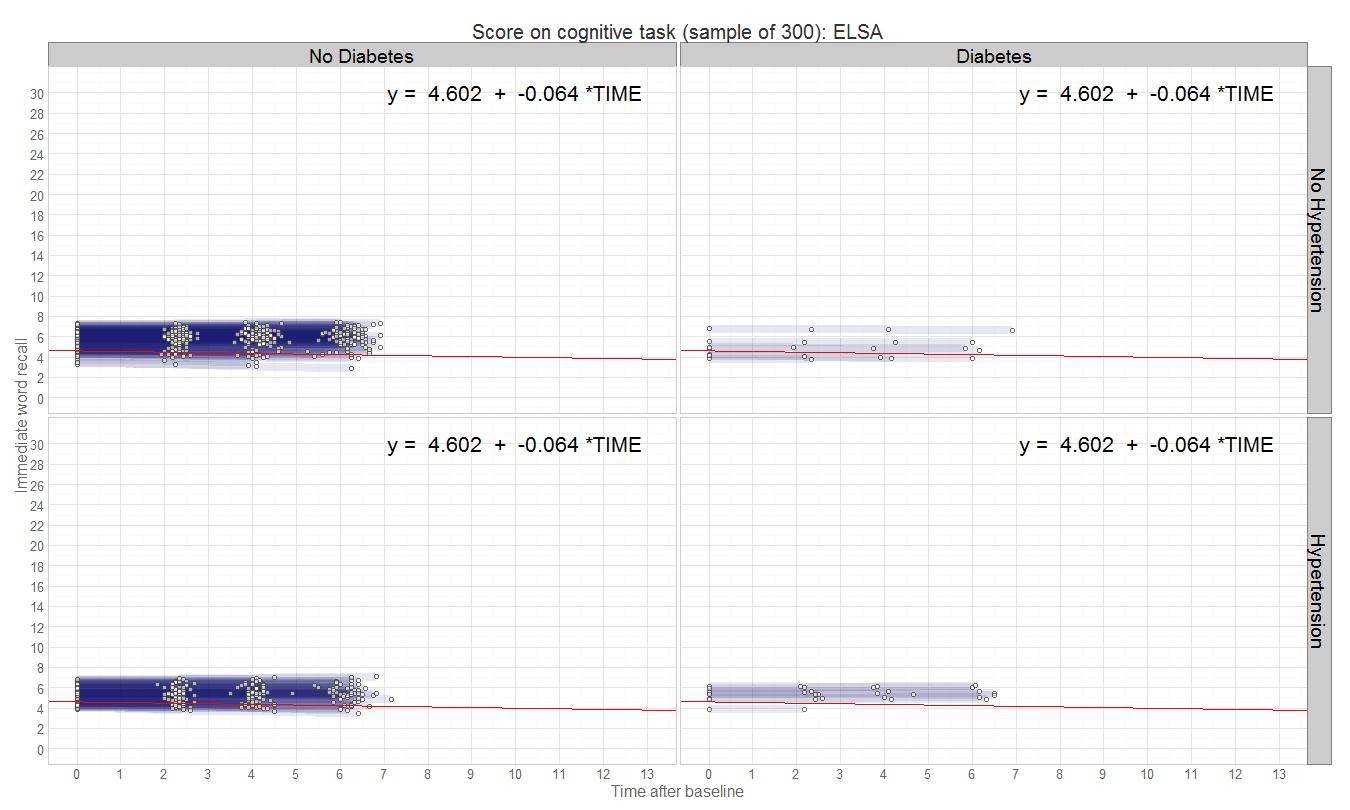 Score on cognitive task (sample of 300): ELSA
No Diabetes
Diabetes
y = 4.602 + -0.064 *TIME
y = 4.602 + -0.064 *TIME
No Hypertension
30
28
26
24
22
20
18
16
14
12
10
8
6
4
2
0
Immediate word recall
y = 4.602 + -0.064 *TIME
y = 4.602 + -0.064 *TIME
Hypertension
30
28
26
24
22
20
18
16
14
12
10
8
6
4
2
0
0 1 2 3 4 5 6 7 8 9 10 11 12 13
0 1 2 3 4 5 6 7 8 9 10 11 12 13
Time after baseline